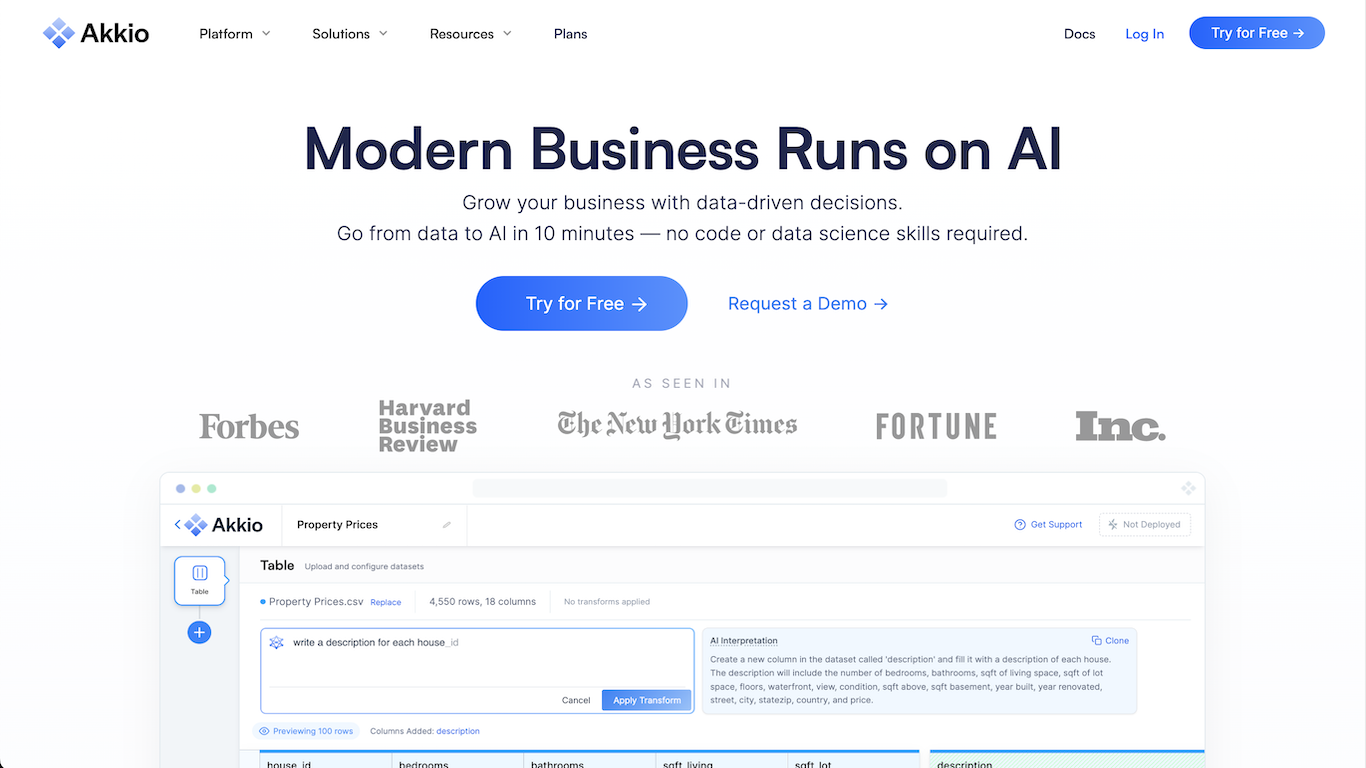 Akkio
Platform
Solutions
Resources
Plans
Docs
Log In
Try for Free →
Modern Business Runs on AI
Grow your business with data-driven decisions.
Go from data to AI in 10 minutes — no code or data science skills required.
Try for Free →
Request a Demo →
AS SEEN IN
Forbes
Harvard
Business
Review
The New York Times
FORTUNE
Inc.
Akkio
Property Prices
Get Support
Not Deployed
Table
Table Upload and configure datasets
Property Prices.csv Replace
4,550 rows, 18 columns
No transforms applied
write a description for each house_id
Cancel
Apply Transform
AI Interpretation
Clone
Create a new column in the dataset called 'description' and fill it with a description of each house.
The description will include the number of bedrooms, bathrooms, sqft of living space, sqft of lot
space, floors, waterfront, view, condition, sqft above, sqft basement, year built, year renovated,
street, city, statezip, country, and price.
Previewing 100 rows
Columns Added: description
house_id
bedrooms
bathrooms
sqft_living
sqft_lot
description